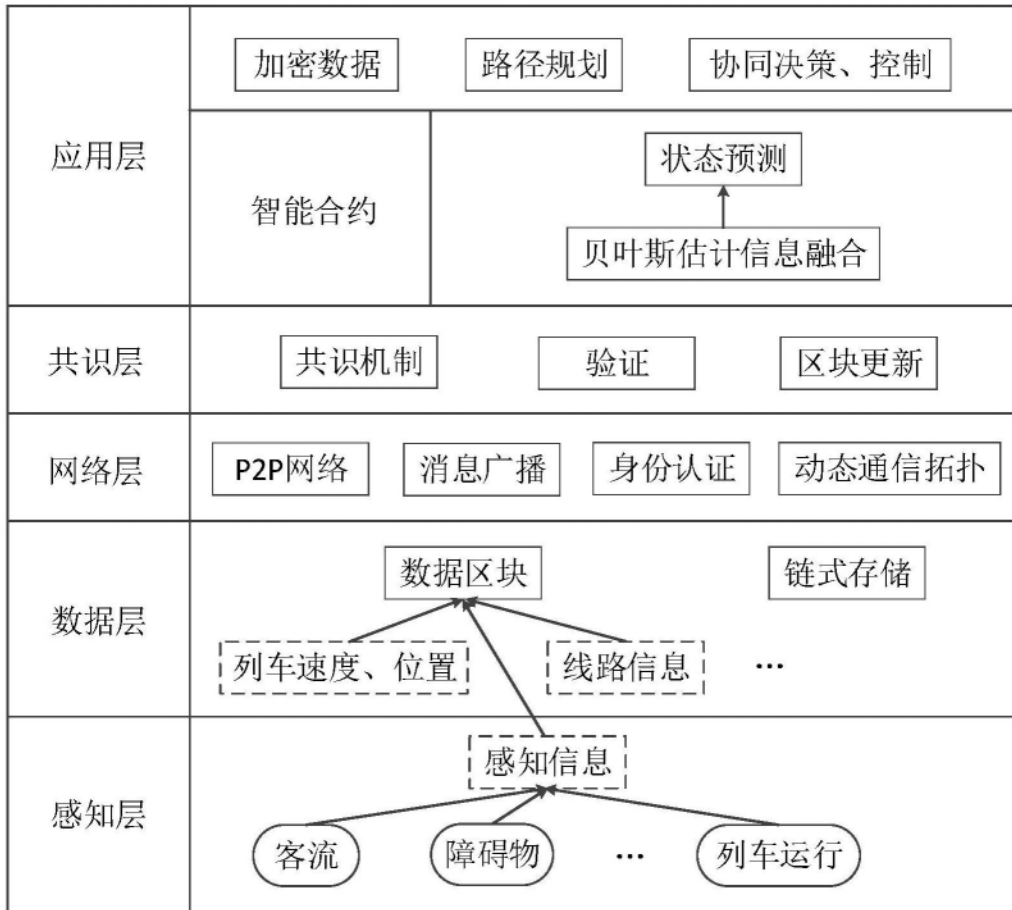 加密数据
路径规划
协同决策、控制
应用层
智能合约
状态预测
贝叶斯估计信息融合
共识层
共识机制
验证
区块更新
网络层
P2P网络
消息广播
身份认证
动态通信拓扑
数据层
数据区块
链式存储
列车速度、位置
线路信息
...
感知层
感知信息
客流
障碍物
...
列车运行